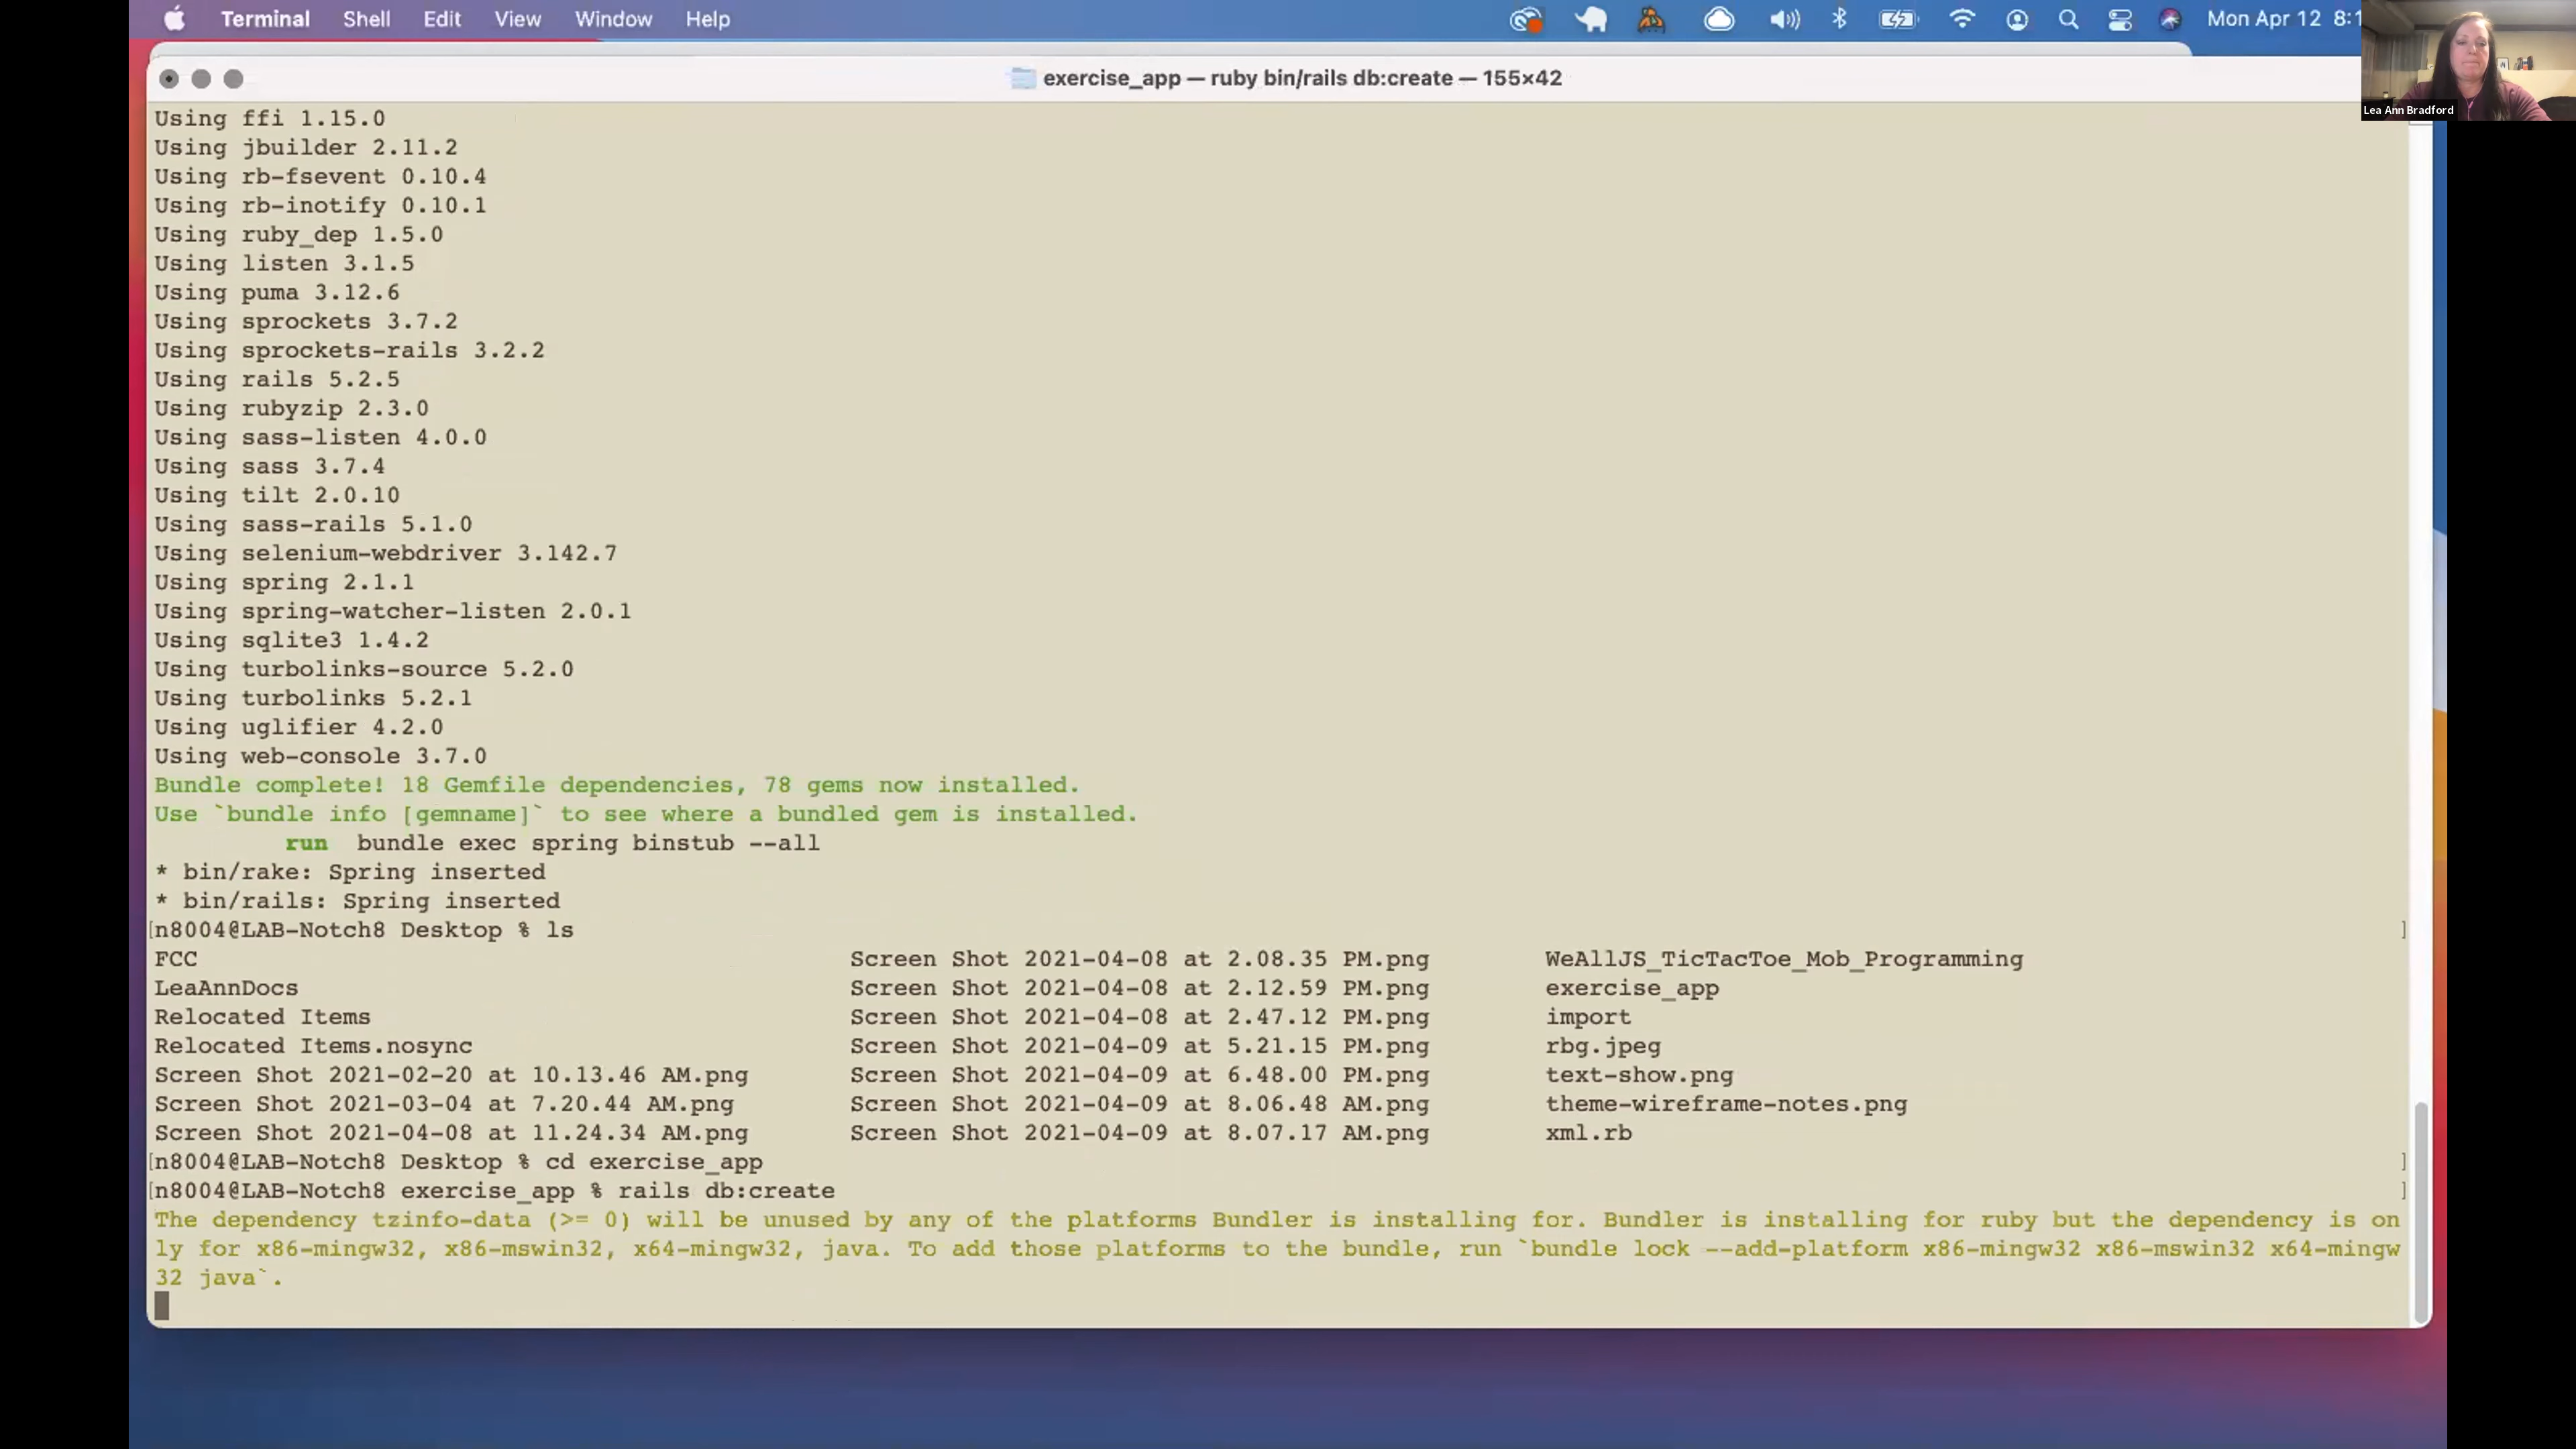 Terminal Shell Edit View Window Help Mon Apr 12 8:1
Lea Ann Bradford
exercise_app — ruby bin/rails db:create — 155×42
Using ffi 1.15.0
Using jbuilder 2.11.2
Using rb-fsevent 0.10.4
Using rb-inotify 0.10.1
Using ruby_dep 1.5.0
Using listen 3.1.5
Using puma 3.12.6
Using sprockets 3.7.2
Using sprockets-rails 3.2.2
Using rails 5.2.5
Using rubyzip 2.3.0
Using sass-listen 4.0.0
Using sass 3.7.4
Using tilt 2.0.10
Using sass-rails 5.1.0
Using selenium-webdriver 3.142.7
Using spring 2.1.1
Using spring-watcher-listen 2.0.1
Using sqlite3 1.4.2
Using turbolinks-source 5.2.0
Using turbolinks 5.2.1
Using uglifier 4.2.0
Using web-console 3.7.0
Bundle complete! 18 Gemfile dependencies, 78 gems now installed.
Use `bundle info [gemname]` to see where a bundled gem is installed.
run bundle exec spring binstub --all
* bin/rake: Spring inserted
* bin/rails: Spring inserted
[n8004@LAB-Notch8 Desktop % ls ]
FCC Screen Shot 2021-04-08 at 2.08.35 PM.png WeAllJS_TicTacToe_Mob_Programming
LeaAnnDocs Screen Shot 2021-04-08 at 2.12.59 PM.png exercise_app
Relocated Items Screen Shot 2021-04-08 at 2.47.12 PM.png import
Relocated Items.nosync Screen Shot 2021-04-09 at 5.21.15 PM.png rbg.jpeg
Screen Shot 2021-02-20 at 10.13.46 AM.png Screen Shot 2021-04-09 at 6.48.00 PM.png text-show.png
Screen Shot 2021-03-04 at 7.20.44 AM.png Screen Shot 2021-04-09 at 8.06.48 AM.png theme-wireframe-notes.png
Screen Shot 2021-04-08 at 11.24.34 AM.png Screen Shot 2021-04-09 at 8.07.17 AM.png xml.rb
[n8004@LAB-Notch8 Desktop % cd exercise_app ]
[n8004@LAB-Notch8 exercise_app % rails db:create ]
The dependency tzinfo-data (>= 0) will be unused by any of the platforms Bundler is installing for. Bundler is installing for ruby but the dependency is on
ly for x86-mingw32, x86-mswin32, x64-mingw32, java. To add those platforms to the bundle, run `bundle lock --add-platform x86-mingw32 x86-mswin32 x64-mingw
32 java`.